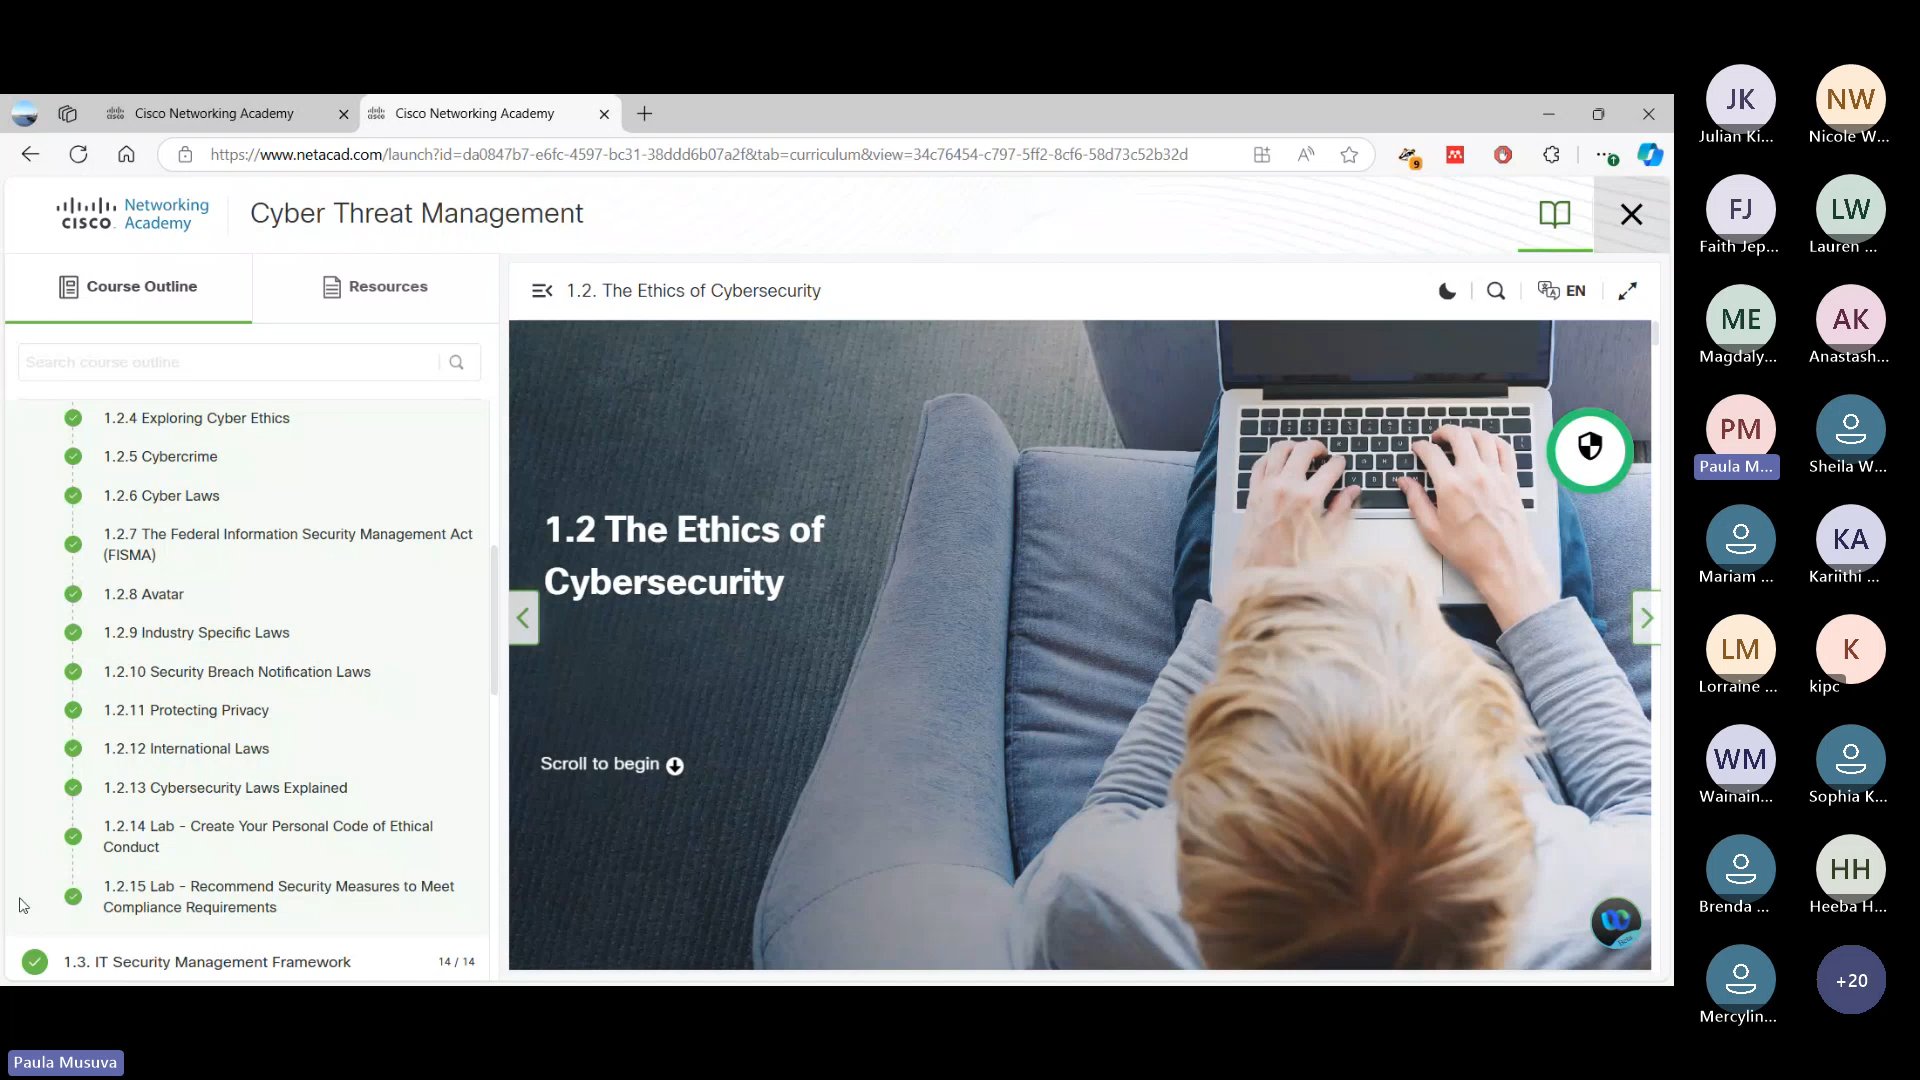 Cisco Networking Academy
Cisco Networking Academy
https://www.netacad.com/launch?id=da0847b7-e6fc-4597-bc31-38ddd6b07a2f&tab=curriculum&view=34c76454-c797-5ff2-8cf6-58d73c52b32d
9
CISCO Networking Academy
Cyber Threat Management
Course Outline
Resources
Search course outline
1.2.4 Exploring Cyber Ethics
1.2.5 Cybercrime
1.2.6 Cyber Laws
1.2.7 The Federal Information Security Management Act
(FISMA)
1.2.8 Avatar
1.2.9 Industry Specific Laws
1.2.10 Security Breach Notification Laws
1.2.11 Protecting Privacy
1.2.12 International Laws
1.2.13 Cybersecurity Laws Explained
1.2.14 Lab - Create Your Personal Code of Ethical
Conduct
1.2.15 Lab - Recommend Security Measures to Meet
Compliance Requirements
1.3. IT Security Management Framework 14 / 14
1.2. The Ethics of Cybersecurity
EN
1.2 The Ethics of
Cybersecurity
Scroll to begin
Beta
JK
Julian Ki...
NW
Nicole W...
FJ
Faith Jep...
LW
Lauren ...
ME
Magdaly...
AK
Anastash...
PM
Paula M...
Sheila W...
Mariam ...
KA
Kariithi ...
LM
Lorraine ...
K
kipc
WM
Wainain...
Sophia K...
Brenda ...
HH
Heeba H...
Mercylin...
+20
Paula Musuva